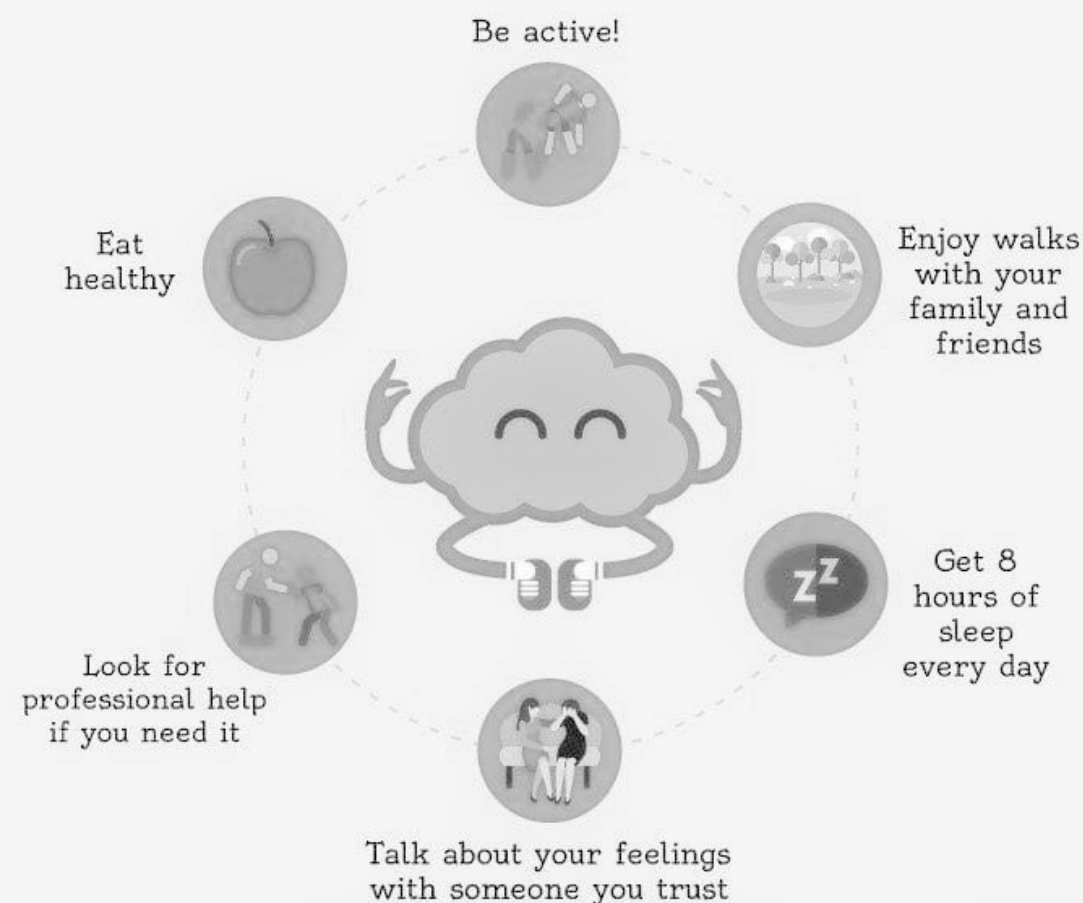 Be active!
Enjoy walks
with your
family and
friends
zz
Get 8
hours of
sleep
every day
Talk about your feelings
with someone you trust
Look for
professional help
if you need it
Eat
healthy